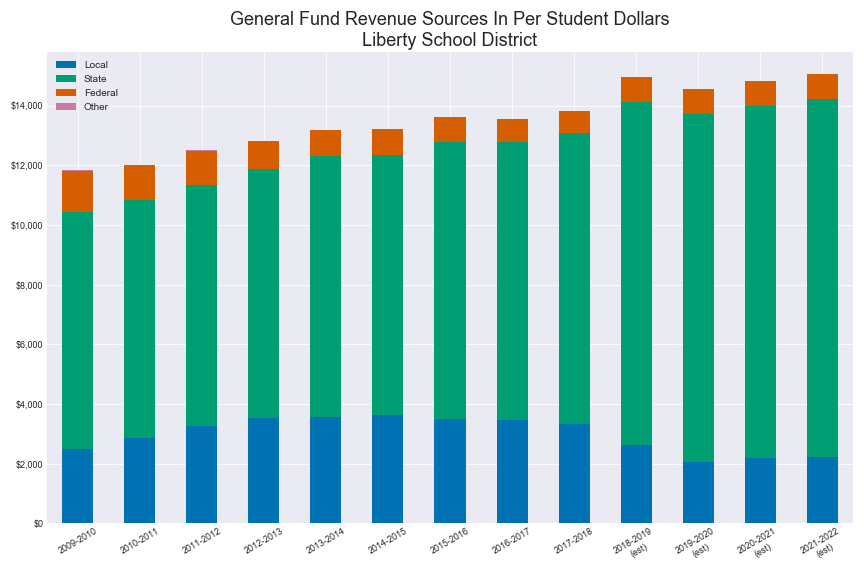 General Fund Revenue Sources In Per Student Dollars
Liberty School District
Local
State
Federal
Other
$14,000
$12,000
$10,000
$8,000
$6,000
$4,000
$2,000
$0
2009-2010
2010-2011
2011-2012
2012-2013
2013-2014
2014-2015
2015-2016
2016-2017
2017-2018
2018-2019
(est)
2019-2020
(est)
2020-2021
(est)
2021-2022
(est)